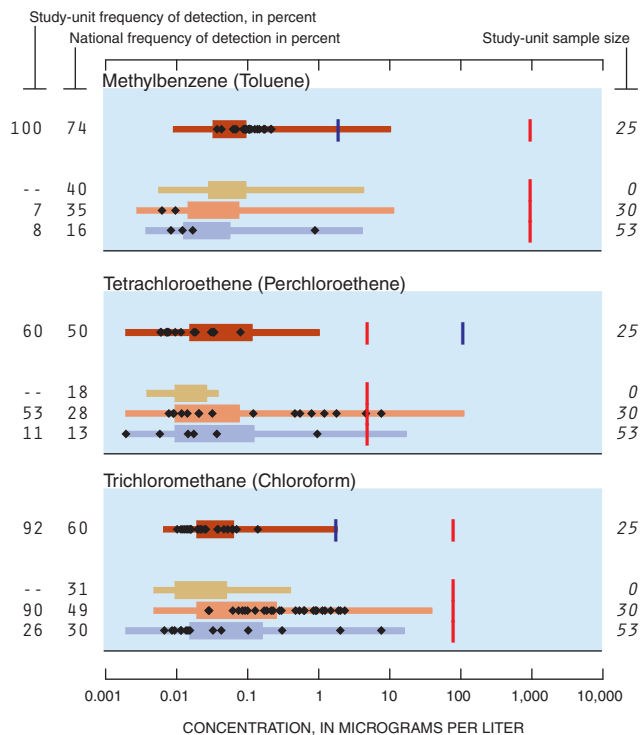 Study-unit frequency of detection, in percent
National frequency of detection in percent
Study-unit sample size
Methylbenzene (Toluene)
100 74 25
-- 40 0
7 35 30
8 16 53
Tetrachloroethene (Perchloroethene)
60 50 25
-- 18 0
53 28 30
11 13 53
Trichloromethane (Chloroform)
92 60 25
-- 31 0
90 49 30
26 30 53
0.001 0.01 0.1 1 10 100 1,000 10,000
CONCENTRATION, IN MICROGRAMS PER LITER